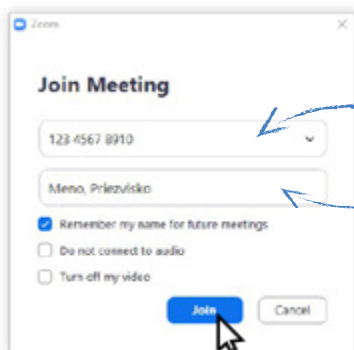 Zoom
Join Meeting
123 4567 8910
Meno, Priezvisko
Remember my name for future meetings
Do not connect to audio
Turn off my video
Join
Cancel